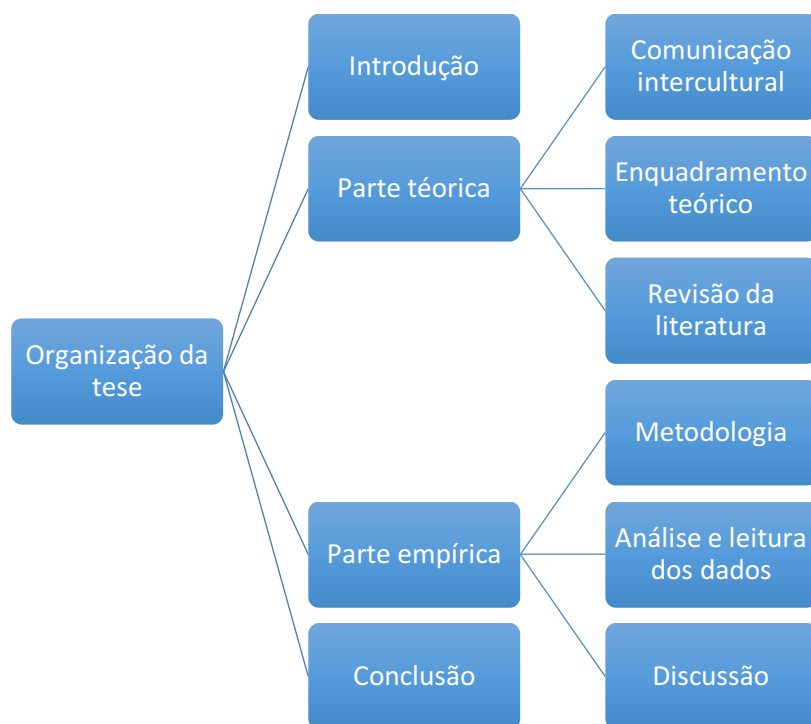 Organização da
tese
Introdução
Parte téorica
Comunicação
intercultural
Enquadramento
teórico
Revisão da
literatura
Parte empírica
Metodologia
Análise e leitura
dos dados
Discussão
Conclusão